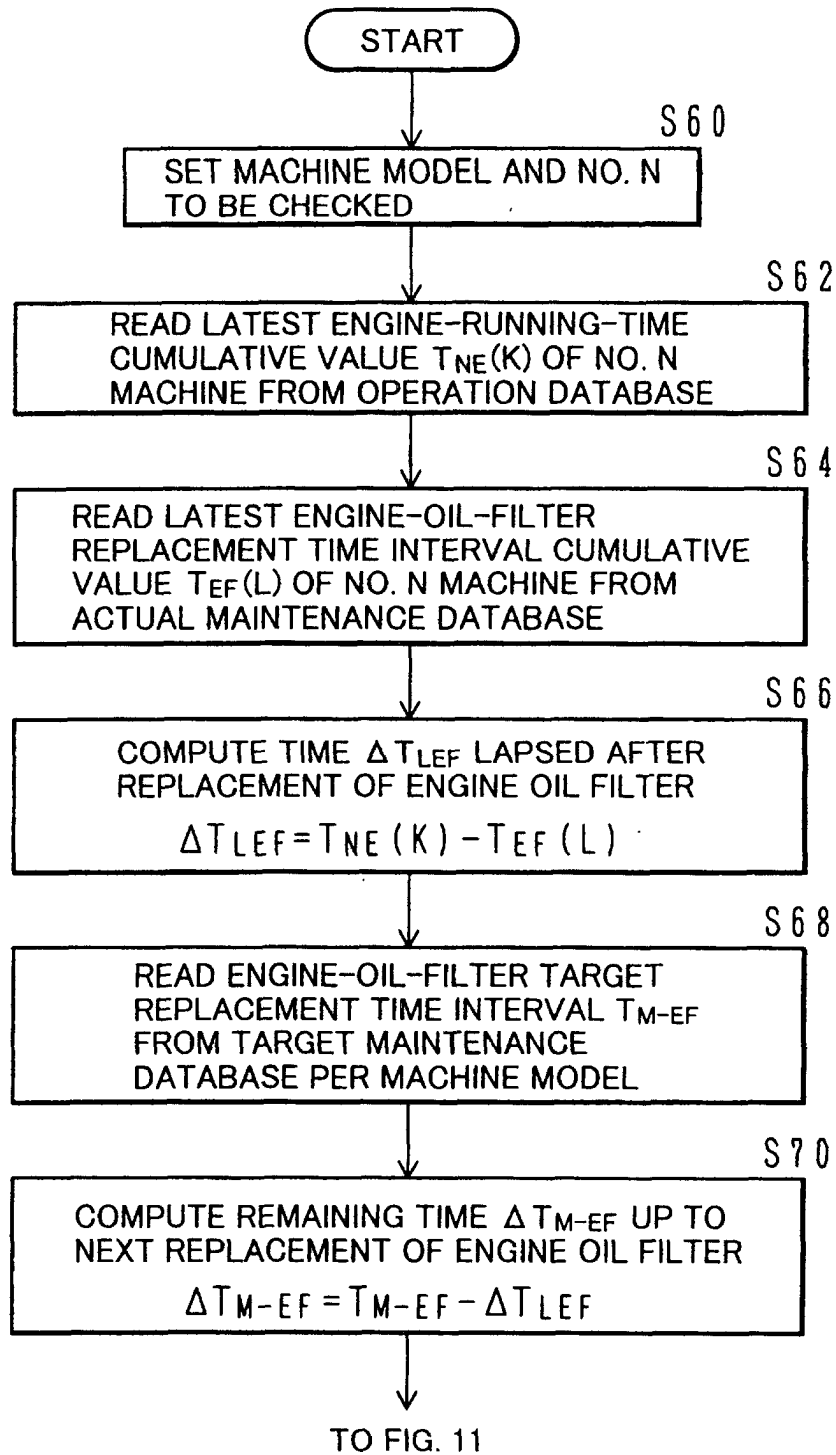 START
S60
SET MACHINE MODEL AND NO. N
TO BE CHECKED
S62
READ LATEST ENGINE-RUNNING-TIME
CUMULATIVE VALUE TNE(K) OF NO. N
MACHINE FROM OPERATION DATABASE
S64
READ LATEST ENGINE-OIL-FILTER
REPLACEMENT TIME INTERVAL CUMULATIVE
VALUE TEF(L) OF NO. N MACHINE FROM
ACTUAL MAINTENANCE DATABASE
S66
COMPUTE TIME ΔTLEF LAPSED AFTER
REPLACEMENT OF ENGINE OIL FILTER
ΔTLEF=TNE(K)-TEF(L)
S68
READ ENGINE-OIL-FILTER TARGET
REPLACEMENT TIME INTERVAL TM-EF
FROM TARGET MAINTENANCE
DATABASE PER MACHINE MODEL
S70
COMPUTE REMAINING TIME ΔTM-EF UP TO
NEXT REPLACEMENT OF ENGINE OIL FILTER
ΔTM-EF=TM-EF-ΔTLEF
TO FIG. 11